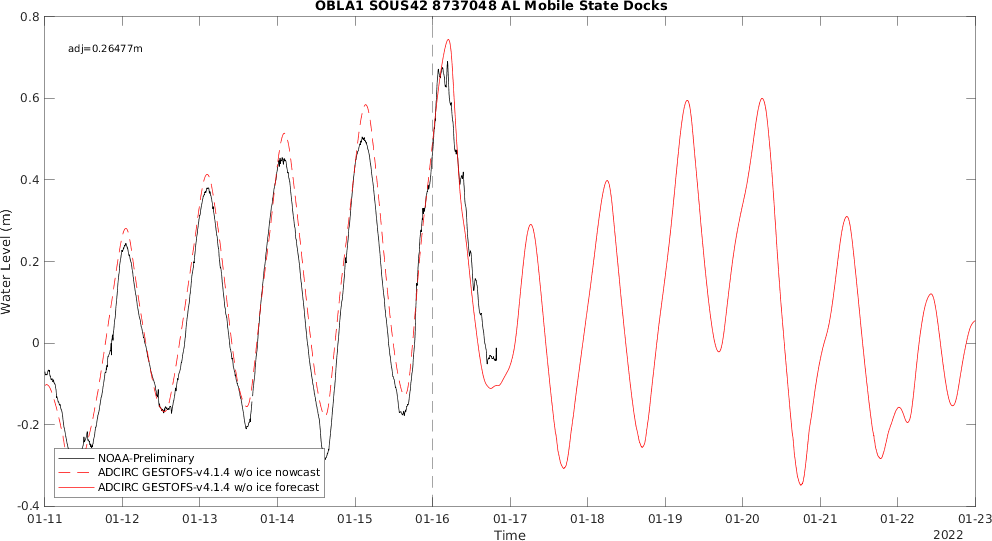 OBLA1 SOUS42 8737048 AL Mobile State Docks
adj=0.26477m
Water Level (m)
0.8
0.6
0.4
0.2
0
-0.2
-0.4
NOAA-Preliminary
ADCIRC GESTOFS-v4.1.4 w/o ice nowcast
ADCIRC GESTOFS-v4.1.4 w/o ice forecast
01-11 01-12 01-13 01-14 01-15 01-16 01-17 01-18 01-19 01-20 01-21 01-22 01-23
Time
2022